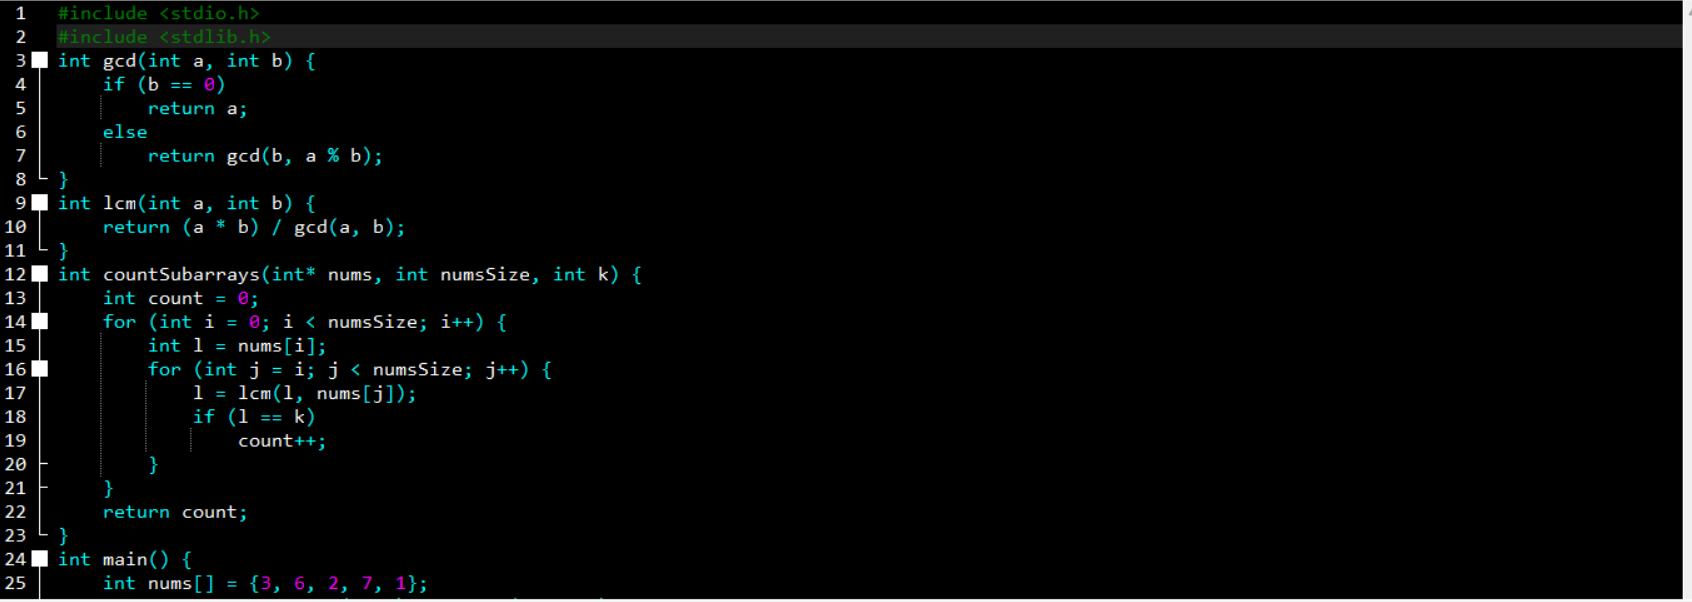 1 #include <stdio.h>
2 #include <stdlib.h>
3 int gcd(int a, int b) {
4     if (b == 0)
5         return a;
6     else
7         return gcd(b, a % b);
8 }
9 int lcm(int a, int b) {
10     return (a * b) / gcd(a, b);
11 }
12 int countSubarrays(int* nums, int numsSize, int k) {
13     int count = 0;
14     for (int i = 0; i < numsSize; i++) {
15         int l = nums[i];
16         for (int j = i; j < numsSize; j++) {
17             l = lcm(l, nums[j]);
18             if (l == k)
19                 count++;
20         }
21     }
22     return count;
23 }
24 int main() {
25     int nums[] = {3, 6, 2, 7, 1};